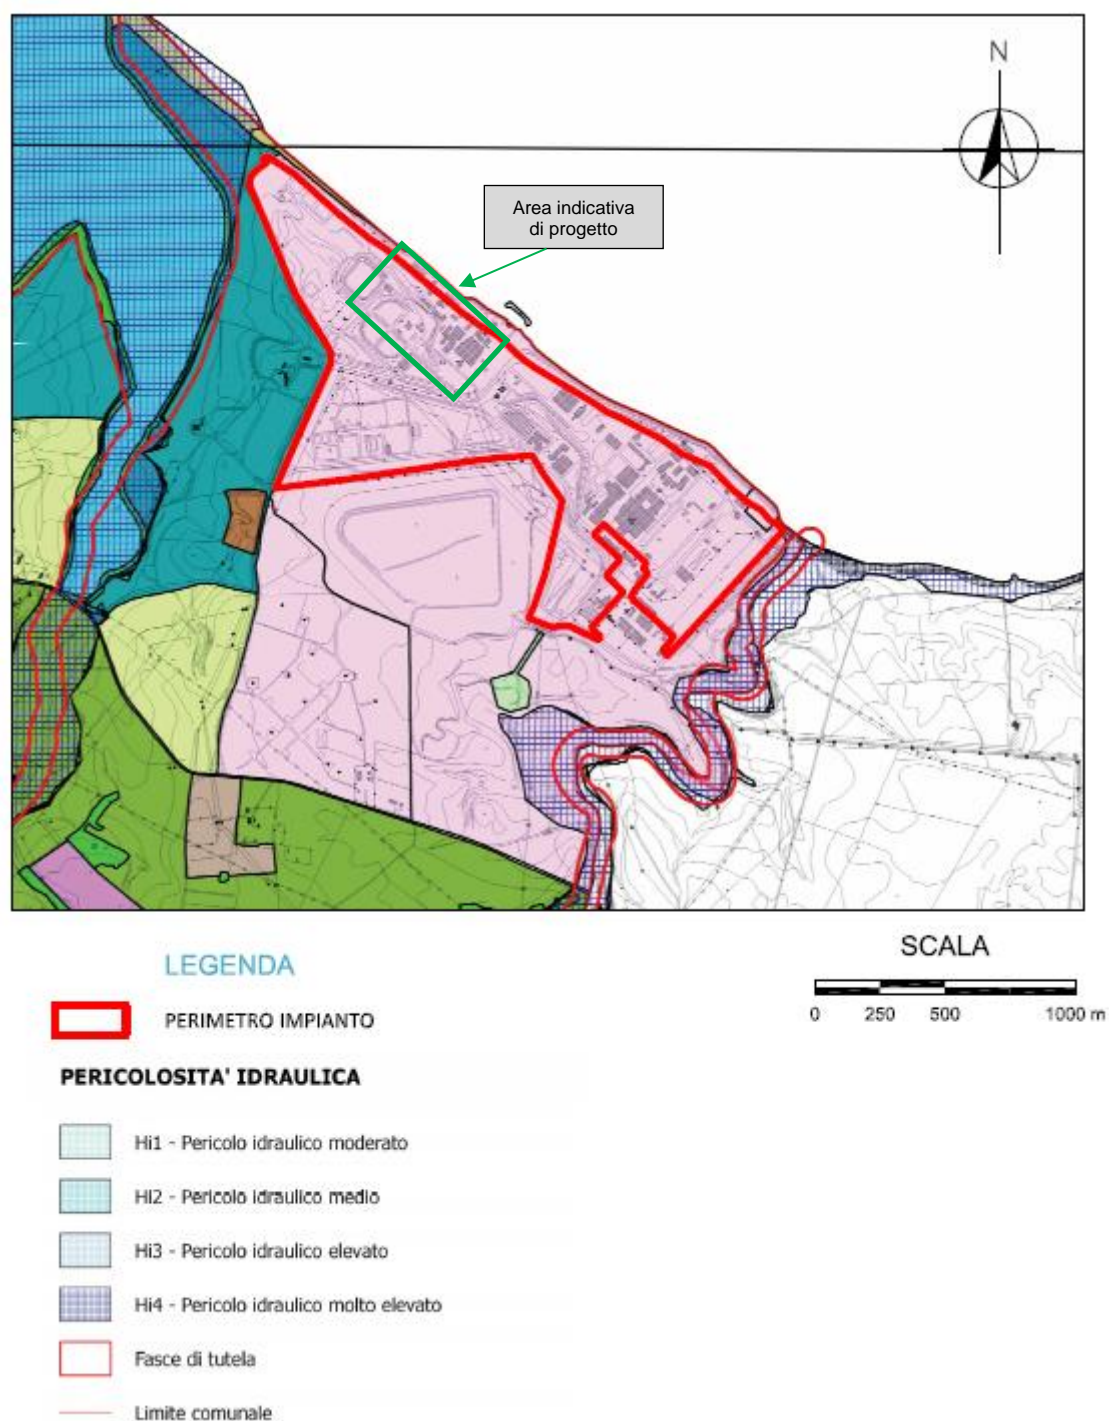 N
Area indicativa
di progetto
LEGENDA
SCALA
0 250 500 1000 m
PERIMETRO IMPIANTO
PERICOLOSITA' IDRAULICA
Hi1 - Pericolo idraulico moderato
Hi2 - Pericolo idraulico medio
Hi3 - Pericolo idraulico elevato
Hi4 - Pericolo idraulico molto elevato
Fasce di tutela
Limite comunale